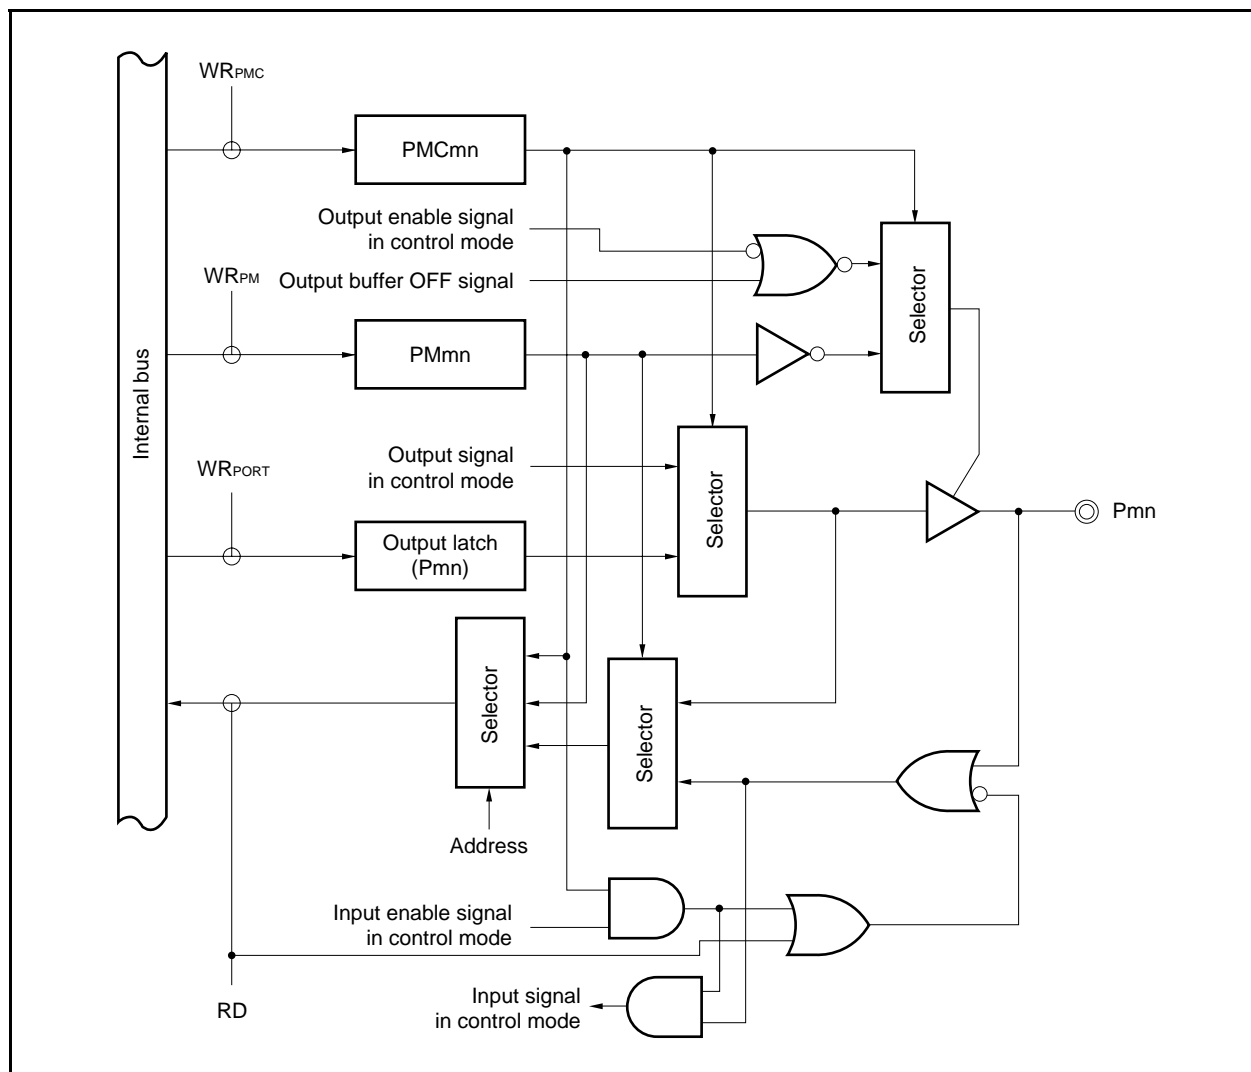 WRPMC
PMCmn
Output enable signal
in control mode
Output buffer OFF signal
Selector
WRPM
PMmn
Internal bus
Output signal
in control mode
Selector
WRPORT
Output latch
(Pmn)
Pmn
Selector
Selector
Address
Input enable signal
in control mode
RD
Input signal
in control mode